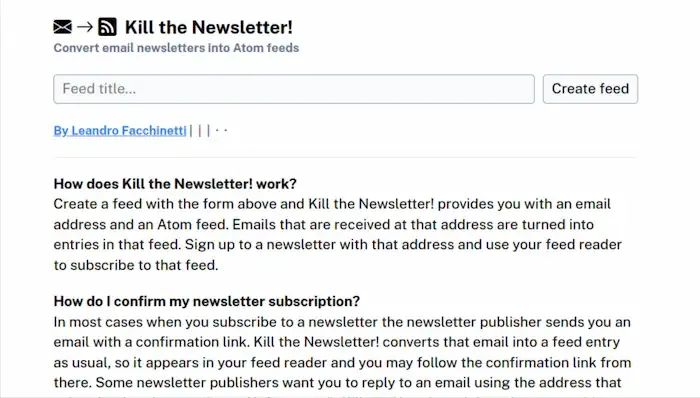 Kill the Newsletter!
Convert email newsletters into Atom feeds
Feed title...
Create feed
By Leandro Facchinetti | | | · ·
How does Kill the Newsletter! work?
Create a feed with the form above and Kill the Newsletter! provides you with an email
address and an Atom feed. Emails that are received at that address are turned into
entries in that feed. Sign up to a newsletter with that address and use your feed reader
to subscribe to that feed.
How do I confirm my newsletter subscription?
In most cases when you subscribe to a newsletter the newsletter publisher sends you an
email with a confirmation link. Kill the Newsletter! converts that email into a feed entry
as usual, so it appears in your feed reader and you may follow the confirmation link from
there. Some newsletter publishers want you to reply to an email using the address that